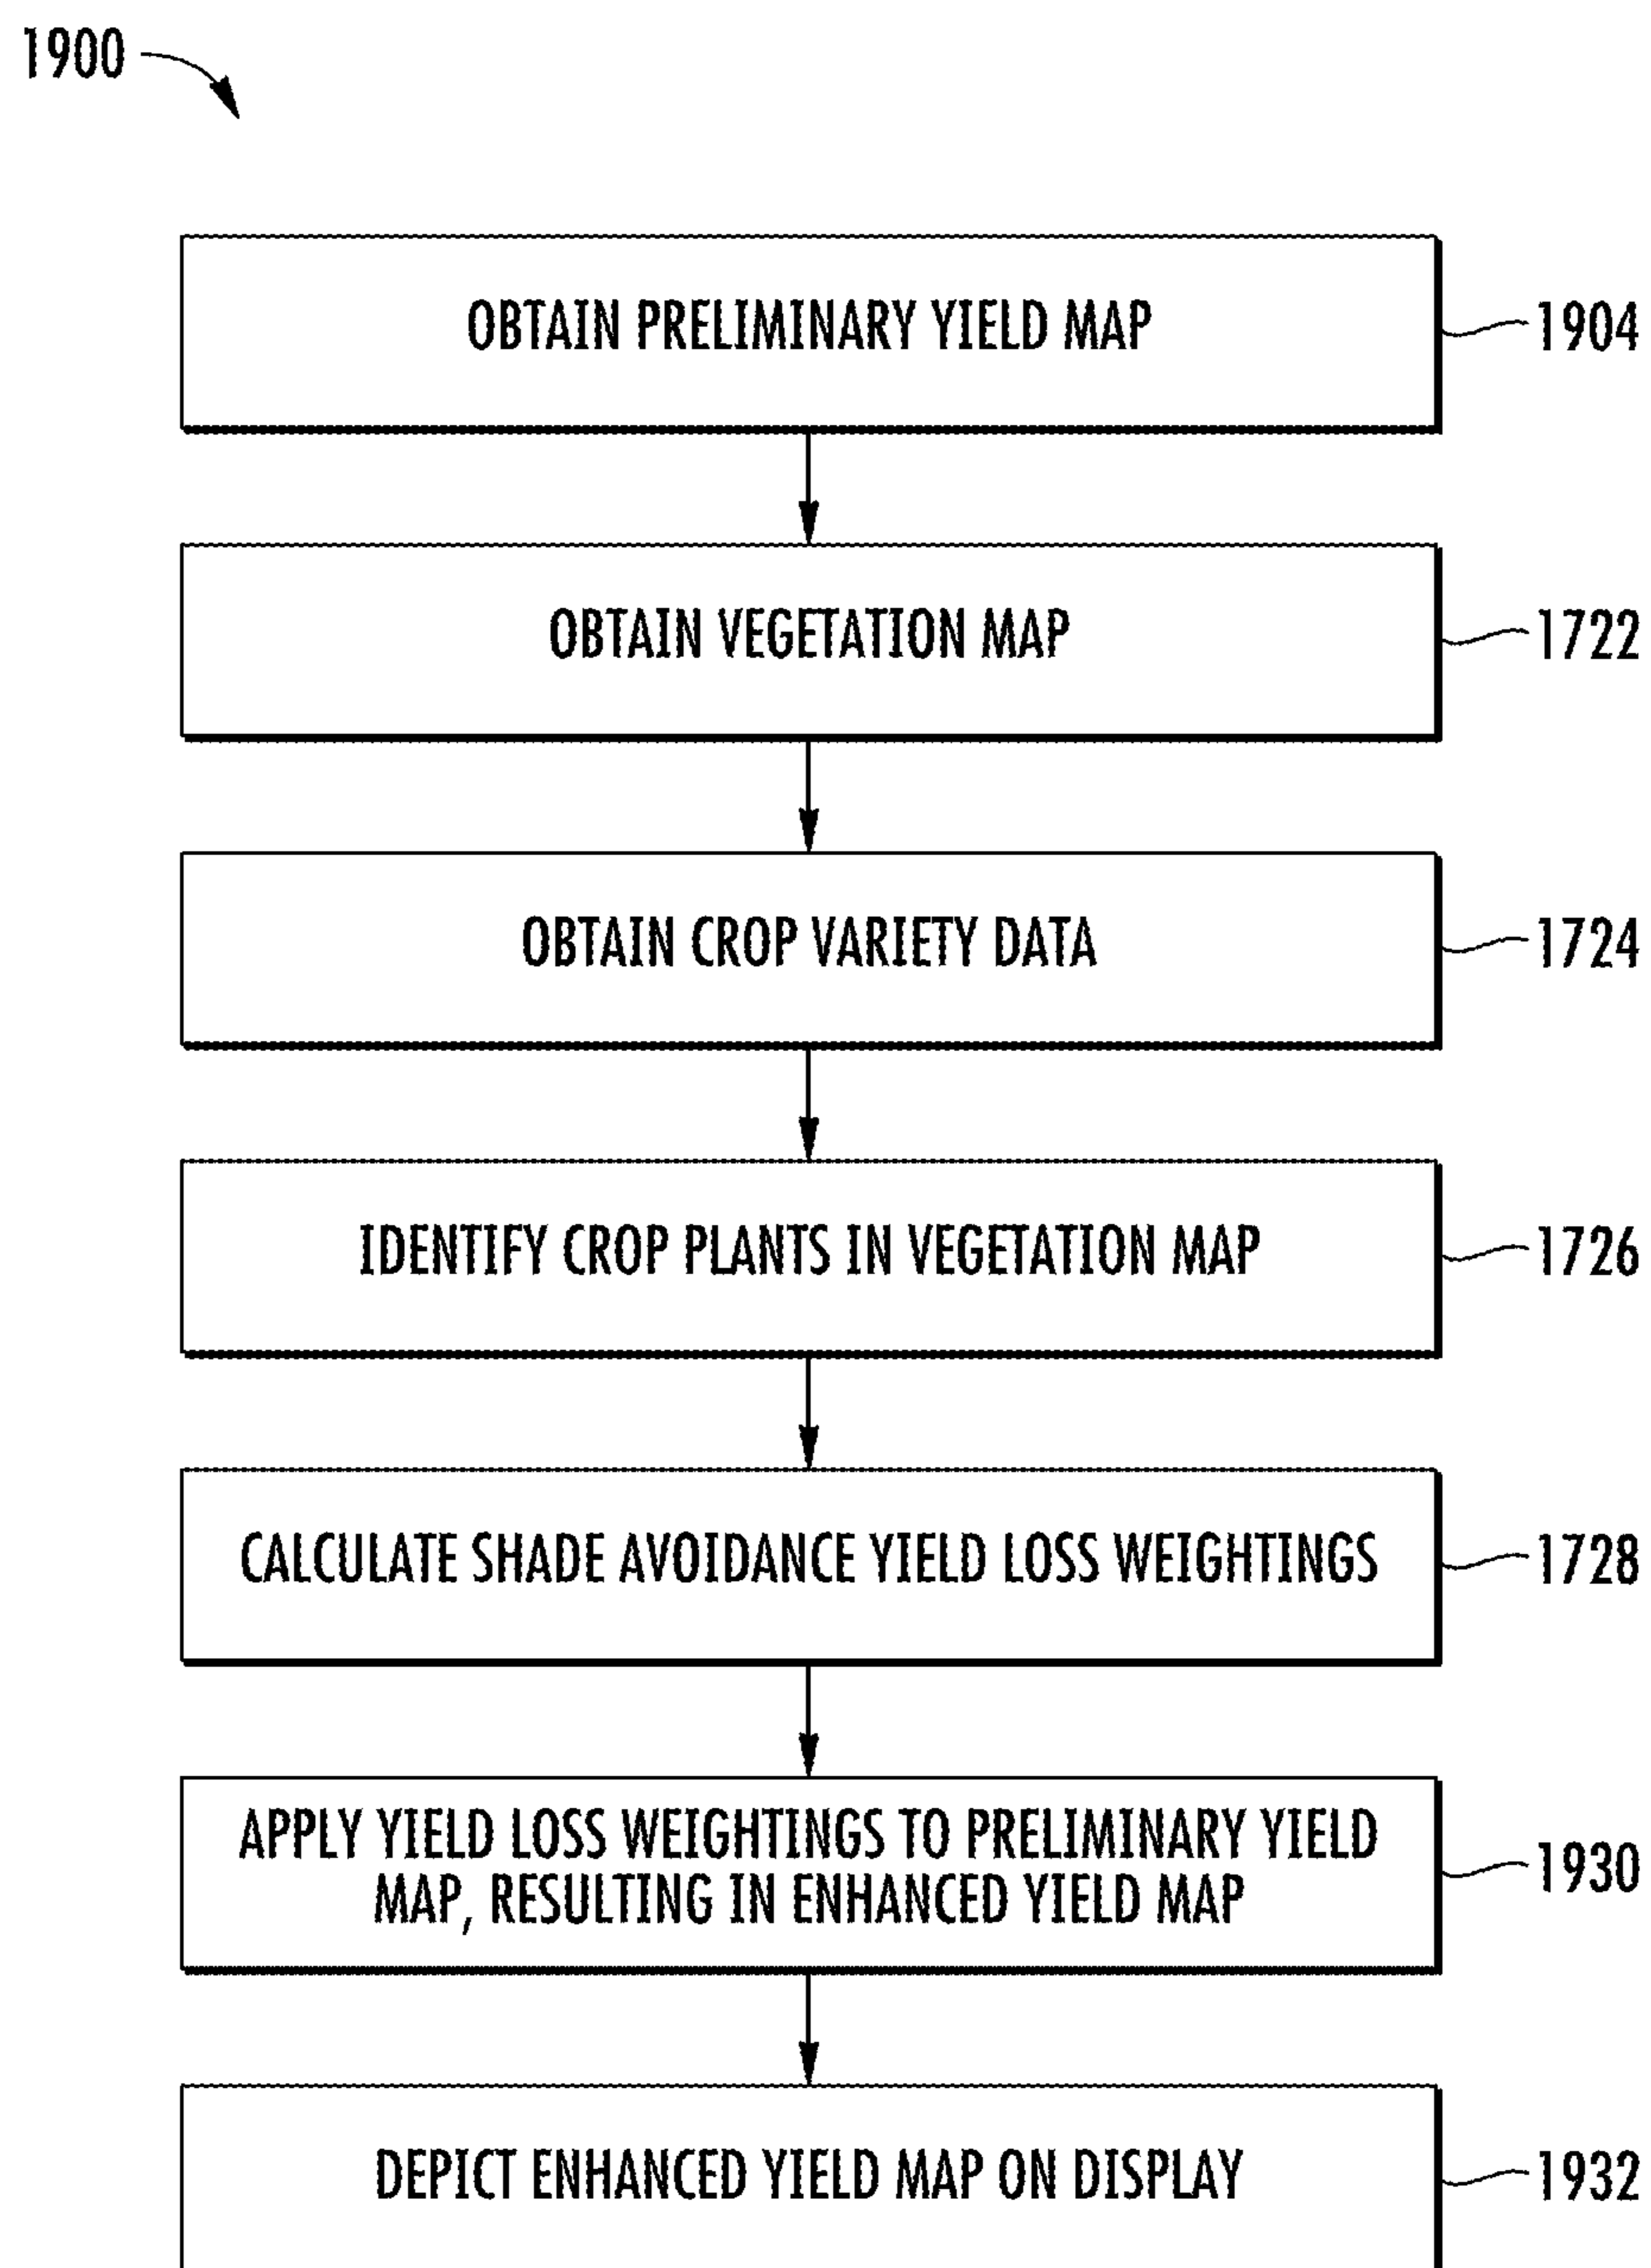 1900
OBTAIN PRELIMINARY YIELD MAP
1904
OBTAIN VEGETATION MAP
1722
OBTAIN CROP VARIETY DATA
1724
IDENTIFY CROP PLANTS IN VEGETATION MAP
1726
CALCULATE SHADE AVOIDANCE YIELD LOSS WEIGHTINGS
1728
APPLY YIELD LOSS WEIGHTINGS TO PRELIMINARY YIELD
MAP, RESULTING IN ENHANCED YIELD MAP
1930
DEPICT ENHANCED YIELD MAP ON DISPLAY
1932